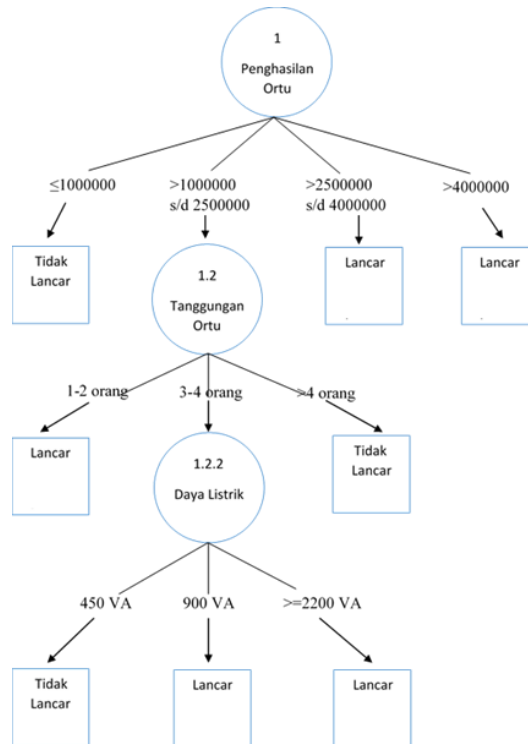 1
Penghasilan
Ortu
≤1000000
>1000000
s/d 2500000
>2500000
s/d 4000000
>4000000
Tidak
Lancar
1.2
Tanggungan
Ortu
Lancar
Lancar
1-2 orang
3-4 orang
>4 orang
Lancar
1.2.2
Daya Listrik
Tidak
Lancar
450 VA
900 VA
>=2200 VA
Tidak
Lancar
Lancar
Lancar